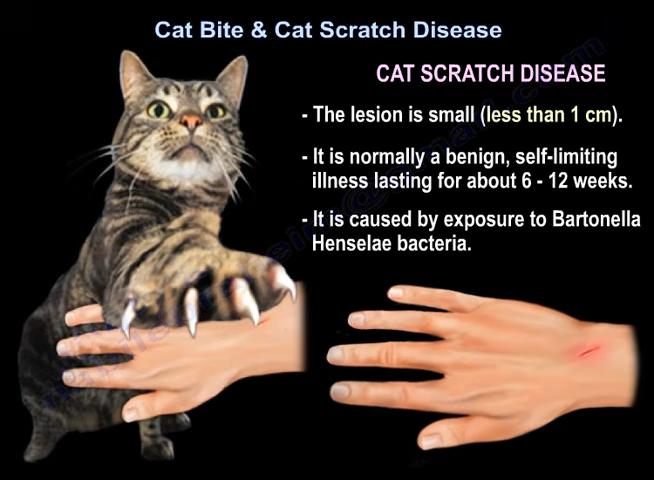 Cat Bite & Cat Scratch Disease
CAT SCRATCH DISEASE
- The lesion is small (less than 1 cm).
- It is normally a benign, self-limiting
illness lasting for about 6 - 12 weeks.
- It is caused by exposure to Bartonella
Henselae bacteria.